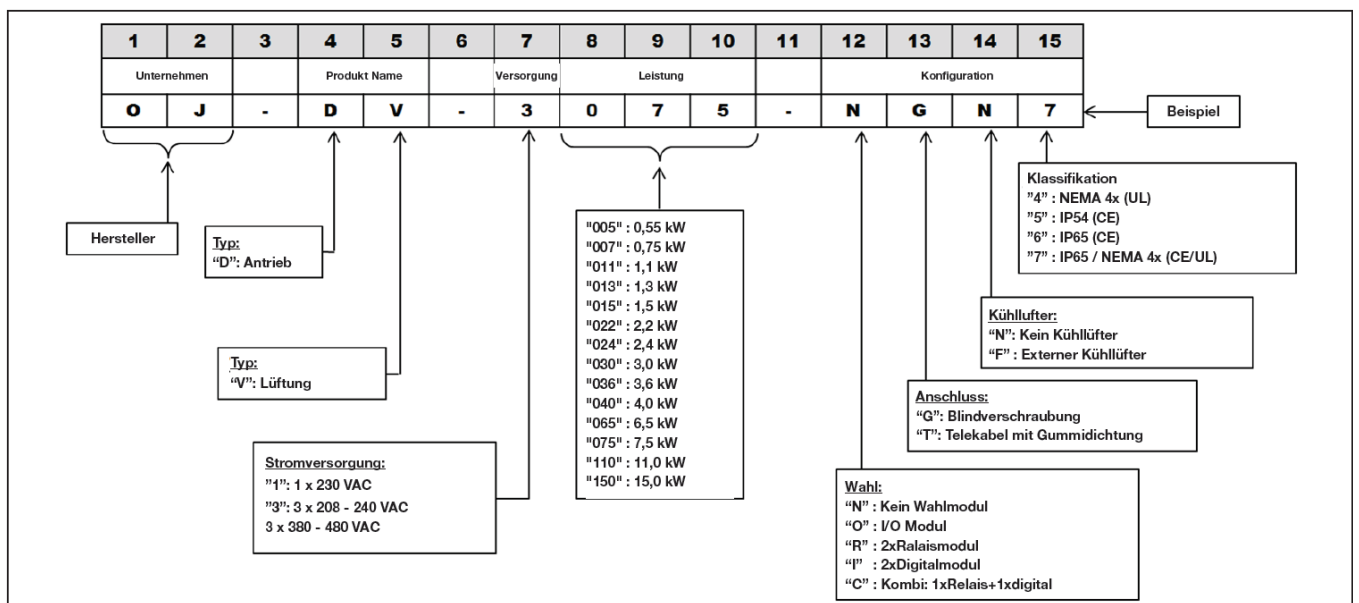 1 2 3 4 5 6 7 8 9 10 11 12 13 14 15
Unternehmen Produkt Name Versorgung Leistung Konfiguration
O J - D V - 3 0 7 5 - N G N 7
Beispiel
Hersteller
Typ:
“D”: Antrieb
Typ:
“V”: Lüftung
Stromversorgung:
”1”: 1 x 230 VAC
”3”: 3 x 208 - 240 VAC
3 x 380 - 480 VAC
"005" : 0,55 kW
"007" : 0,75 kW
"011" : 1,1 kW
"013" : 1,3 kW
"015" : 1,5 kW
"022" : 2,2 kW
"024" : 2,4 kW
"030" : 3,0 kW
"036" : 3,6 kW
"040" : 4,0 kW
"065" : 6,5 kW
"075" : 7,5 kW
"110" : 11,0 kW
"150" : 15,0 kW
Klassifikation
”4” : NEMA 4x (UL)
”5” : IP54 (CE)
”6” : IP65 (CE)
”7” : IP65 / NEMA 4x (CE/UL)
Kühllufter:
“N”: Kein Kühllüfter
“F” : Externer Kühllüfter
Anschluss:
“G”: Blindverschraubung
“T”: Telekabel mit Gummidichtung
Wahl:
“N” : Kein Wahlmodul
“O” : I/O Modul
“R” : 2xRalaismodul
“I” : 2xDigitalmodul
“C” : Kombi: 1xRelais+1xdigital